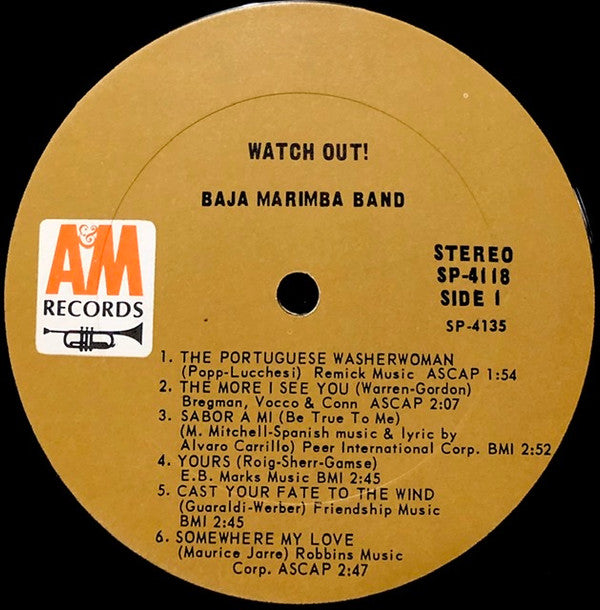 WATCH OUT!
BAJA MARIMBA BAND
A&M
RECORDS
STEREO
SP-4118
SIDE 1
SP-4135
1. THE PORTUGUESE WASHERWOMAN
(Popp-Lucchesi) Remick Music ASCAP 1:54
2. THE MORE I SEE YOU (Warren-Gordon)
Bregman, Vocco & Conn ASCAP 2:07
3. SABOR A MI (Be True To Me)
(M. Mitchell-Spanish music & lyric by
Alvaro Carrillo) Peer International Corp. BMI 2:52
4. YOURS (Roig-Sherr-Gamse)
E.B. Marks Music BMI 2:45
5. CAST YOUR FATE TO THE WIND
(Guaraldi-Werber) Friendship Music
BMI 2:45
6. SOMEWHERE MY LOVE
(Maurice Jarre) Robbins Music
Corp. ASCAP 2:47